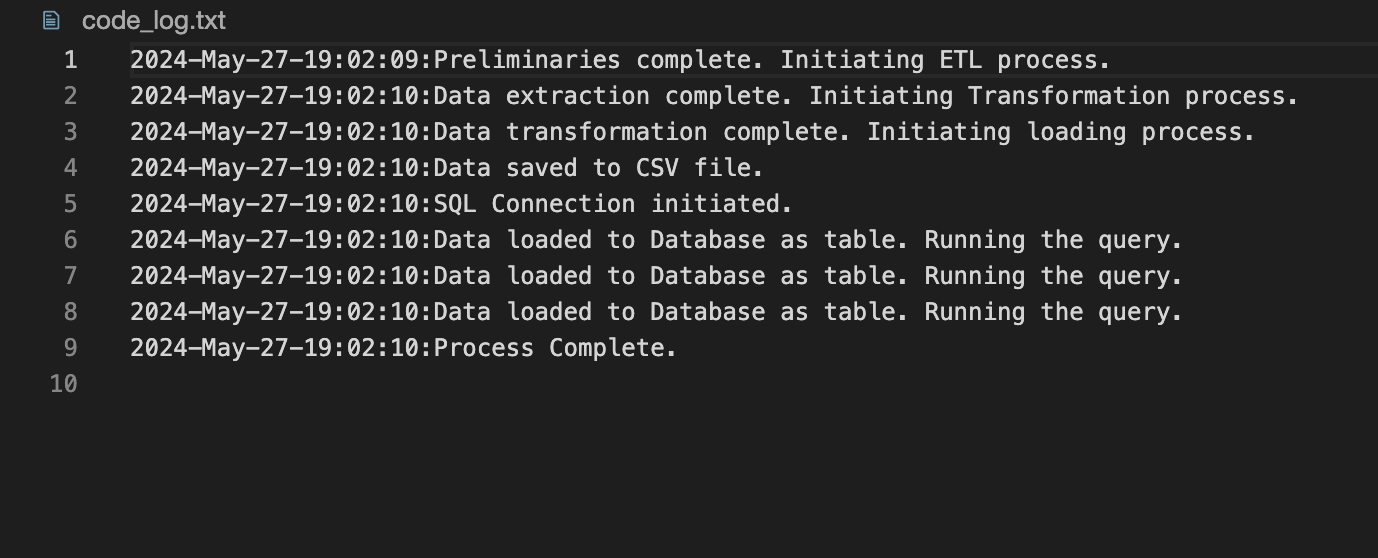 code_log.txt
1 2024-May-27-19:02:09:Preliminaries complete. Initiating ETL process.
2 2024-May-27-19:02:10:Data extraction complete. Initiating Transformation process.
3 2024-May-27-19:02:10:Data transformation complete. Initiating loading process.
4 2024-May-27-19:02:10:Data saved to CSV file.
5 2024-May-27-19:02:10:SQL Connection initiated.
6 2024-May-27-19:02:10:Data loaded to Database as table. Running the query.
7 2024-May-27-19:02:10:Data loaded to Database as table. Running the query.
8 2024-May-27-19:02:10:Data loaded to Database as table. Running the query.
9 2024-May-27-19:02:10:Process Complete.
10